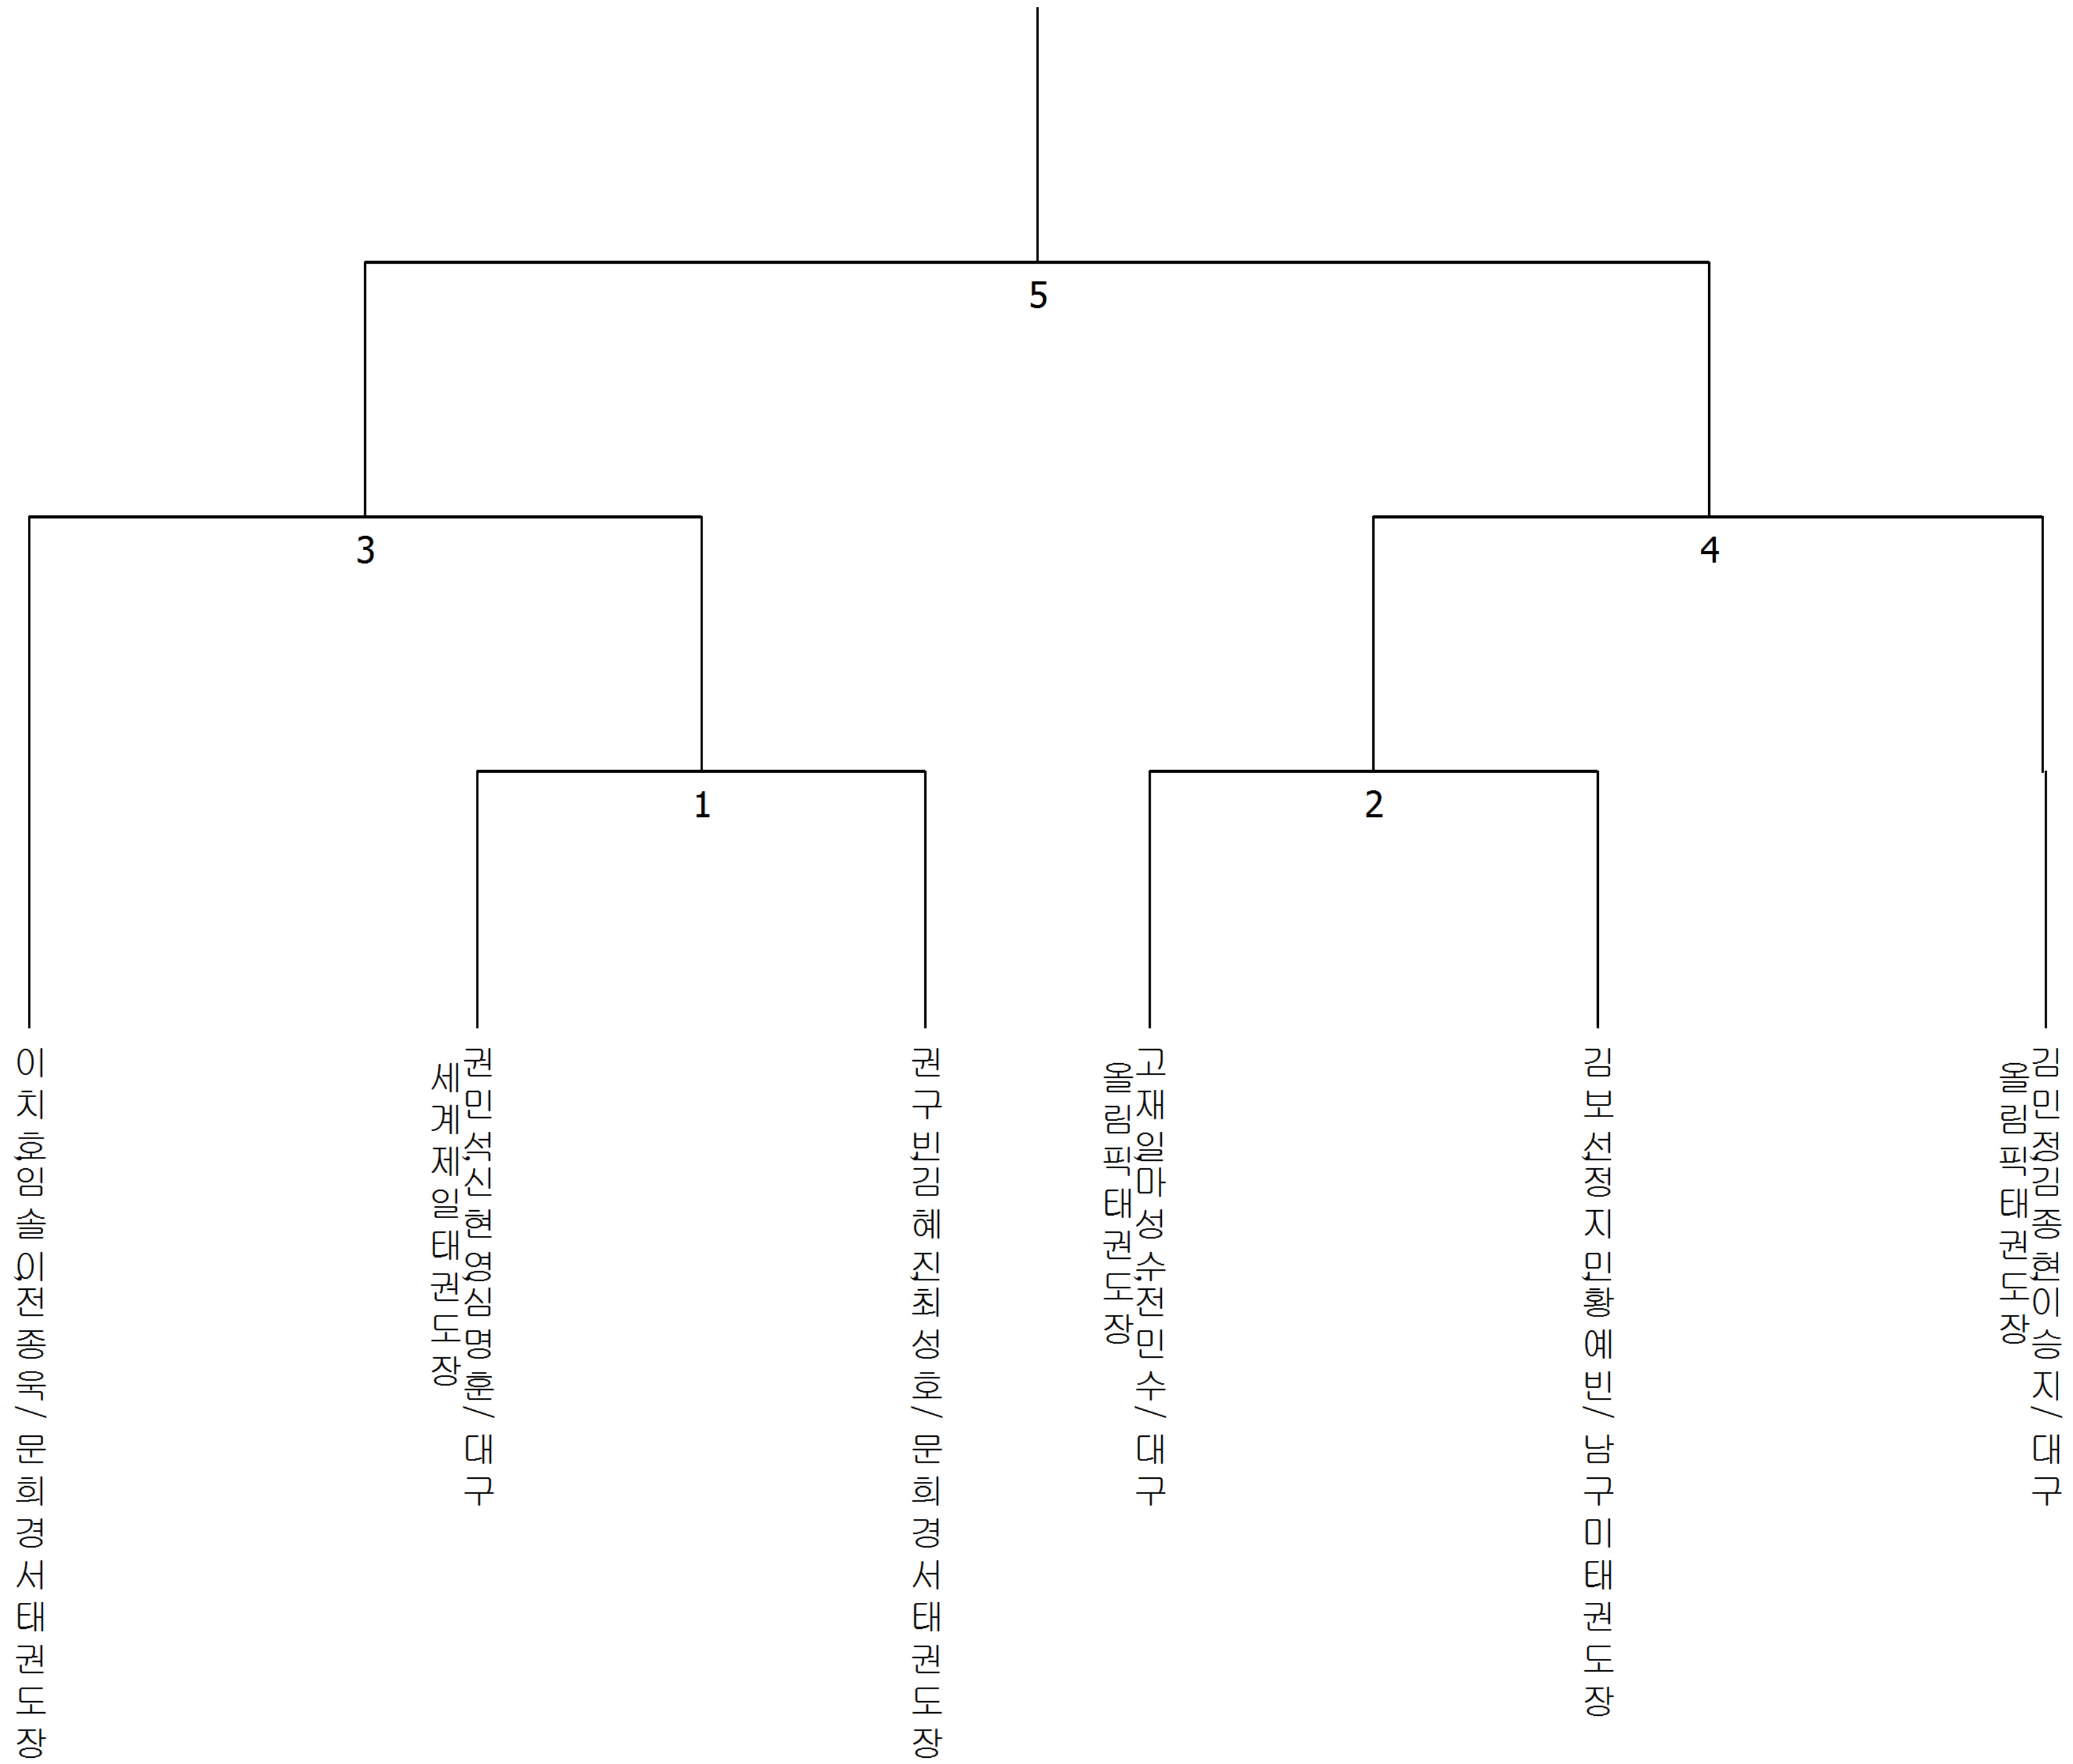 5
3
4
1
2
이치호,임솔이,전종욱/문희경서태권도장
권민석,신현영,심명훈/대구
세계제일태권도장
권구빈,김혜진,최성호/문희경서태권도장
고재일,마성수,전민수/대구
올림픽태권도장
김보선,정지민,황예빈/남구미태권도장
김민정,김종현,이승지/대구
올림픽태권도장